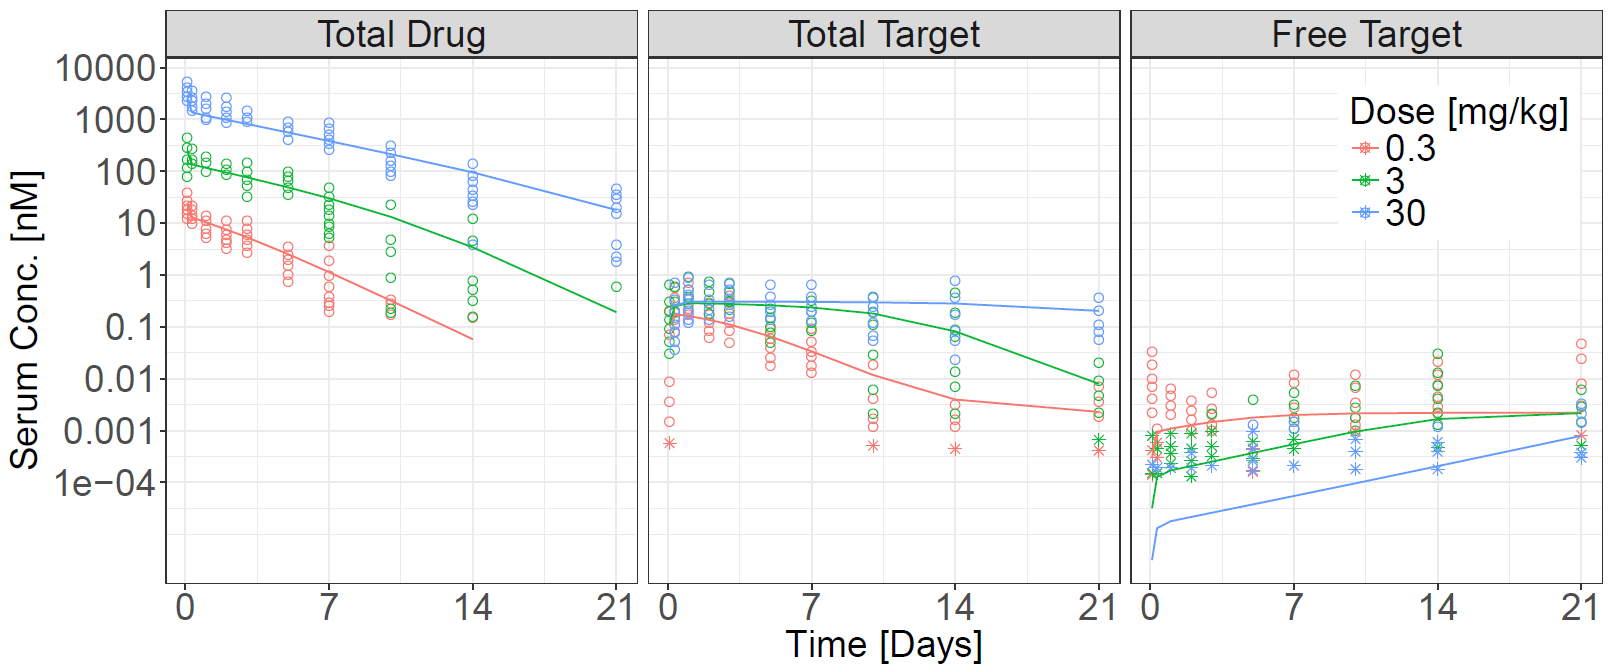 Total Drug
Total Target
Free Target
Serum Conc. [nM]
10000
1000
100
10
1
0.1
0.01
0.001
1e−04
Dose [mg/kg]
0.3
3
30
0 7 14 21
0 7 14 21
0 7 14 21
Time [Days]